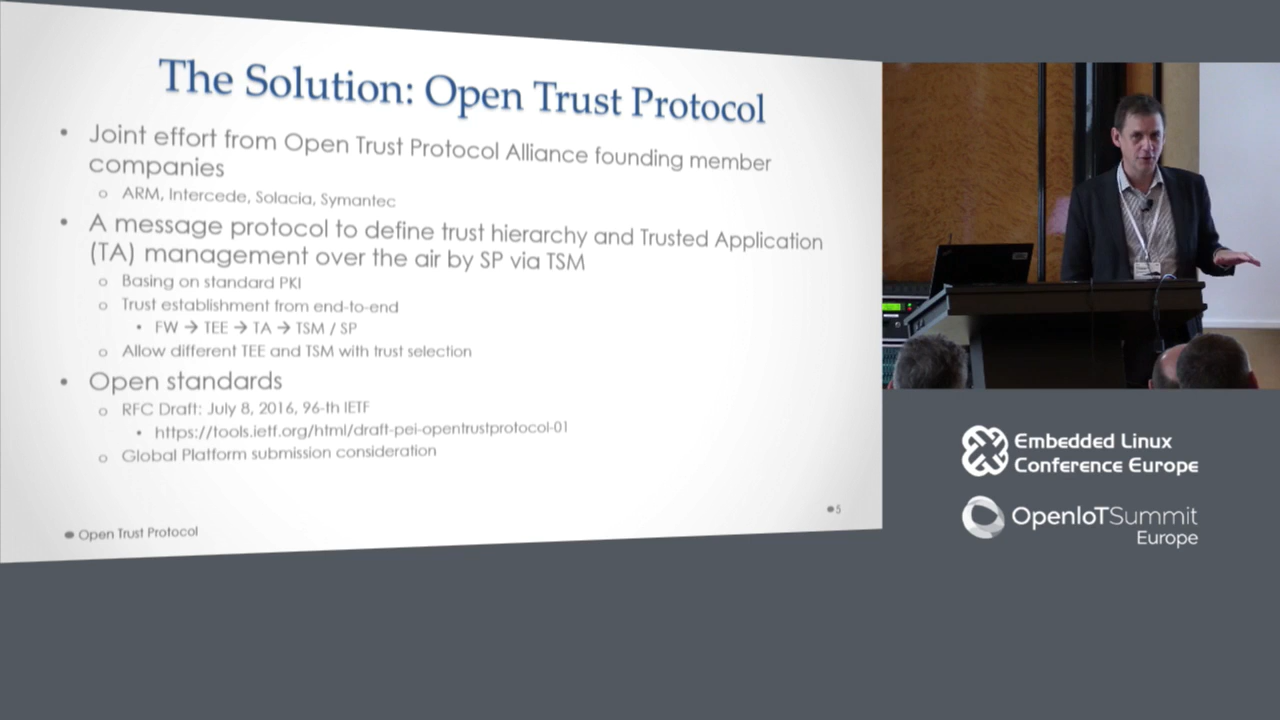 The Solution: Open Trust Protocol
• Joint effort from Open Trust Protocol Alliance founding member
companies
o ARM, Intercede, Solacia, Symantec
• A message protocol to define trust hierarchy and Trusted Application
(TA) management over the air by SP via TSM
o Basing on standard PKI
o Trust establishment from end-to-end
• FW → TEE → TA → TSM / SP
o Allow different TEE and TSM with trust selection
• Open standards
o RFC Draft: July 8, 2016, 96-th IETF
• https://tools.ietf.org/html/draft-pei-opentrustprotocol-01
o Global Platform submission consideration
• Open Trust Protocol
• 5
Embedded Linux
Conference Europe
OpenIoTSummit
Europe